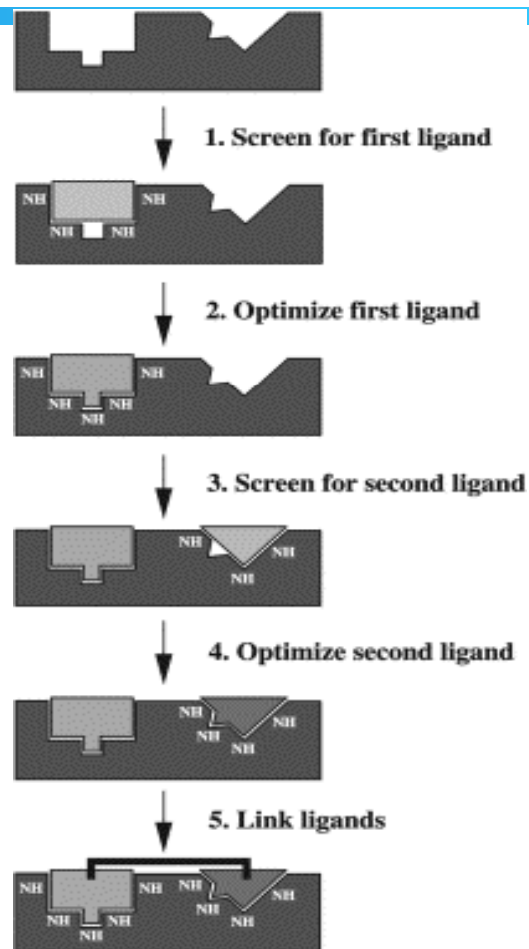 1. Screen for first ligand
NH NH
NH NH
2. Optimize first ligand
NH NH
NH NH
NH
3. Screen for second ligand
NH NH
NH
4. Optimize second ligand
NH NH
NH NH
5. Link ligands
NH NH NH NH
NH NH NH NH
NH